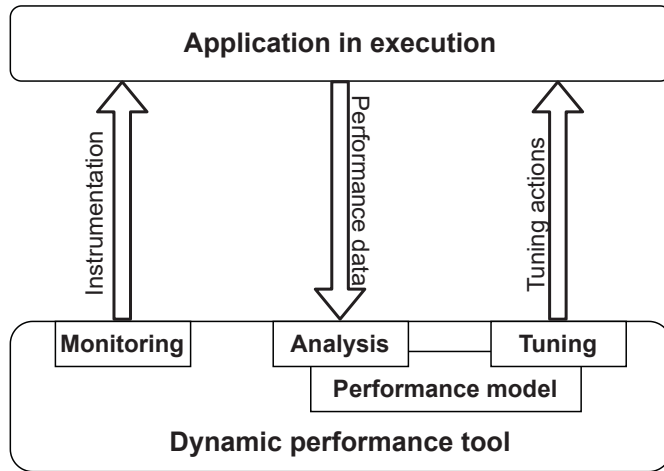 Application in execution
Instrumentation
Performance data
Tuning actions
Monitoring
Analysis
Tuning
Performance model
Dynamic performance tool